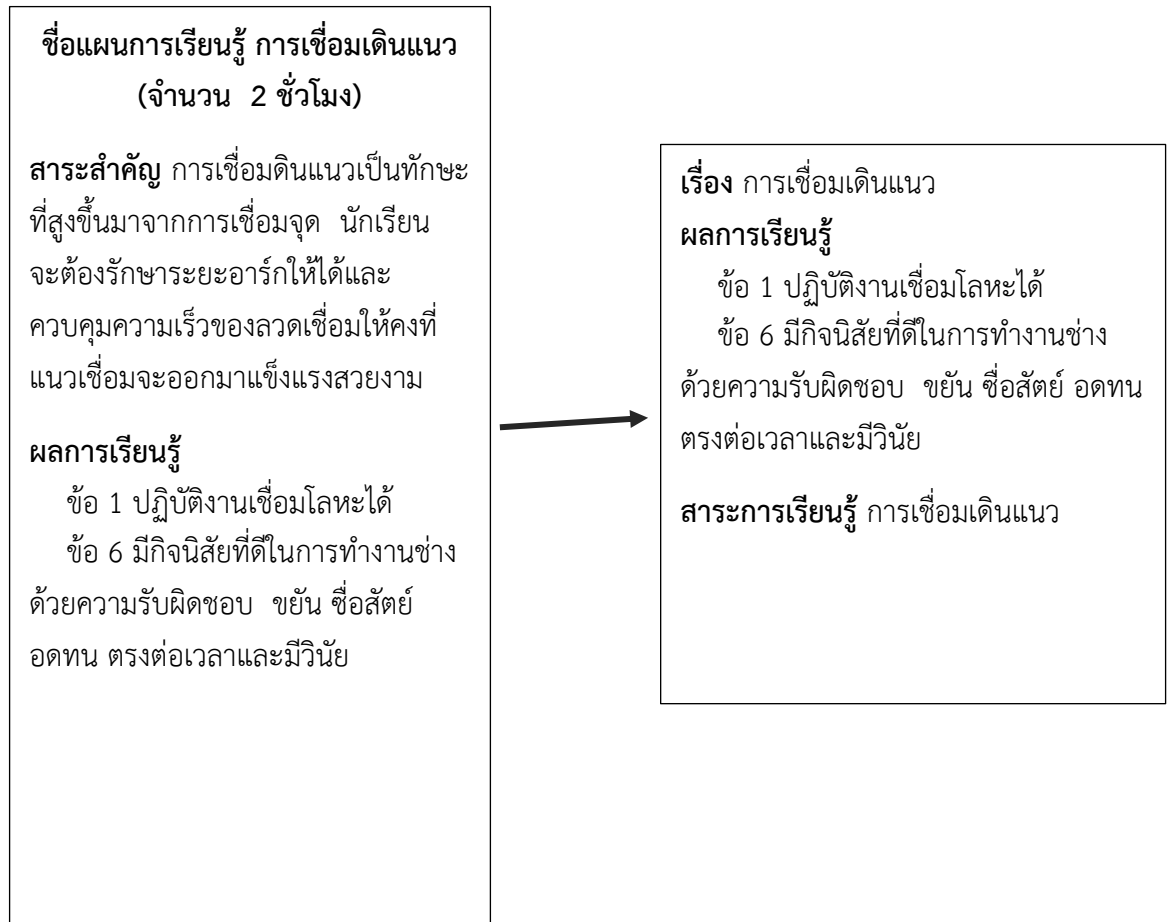 ชื่อแผนการเรียนรู้ การเชื่อมเดินแนว
(จำนวน 2 ชั่วโมง)
สาระสำคัญ การเชื่อมดินแนวเป็นทักษะ
ที่สูงขึ้นมาจากการเชื่อมจุด นักเรียน
จะต้องรักษาระยะอาร์กให้ได้และ
ควบคุมความเร็วของลวดเชื่อมให้คงที่
แนวเชื่อมจะออกมาแข็งแรงสวยงาม
ผลการเรียนรู้
ข้อ 1 ปฏิบัติงานเชื่อมโลหะได้
ข้อ 6 มีกิจนิสัยที่ดีในการทำงานช่าง
ด้วยความรับผิดชอบ ขยัน ซื่อสัตย์
อดทน ตรงต่อเวลาและมีวินัย
เรื่อง การเชื่อมเดินแนว
ผลการเรียนรู้
ข้อ 1 ปฏิบัติงานเชื่อมโลหะได้
ข้อ 6 มีกิจนิสัยที่ดีในการทำงานช่าง
ด้วยความรับผิดชอบ ขยัน ซื่อสัตย์ อดทน
ตรงต่อเวลาและมีวินัย
สาระการเรียนรู้ การเชื่อมเดินแนว